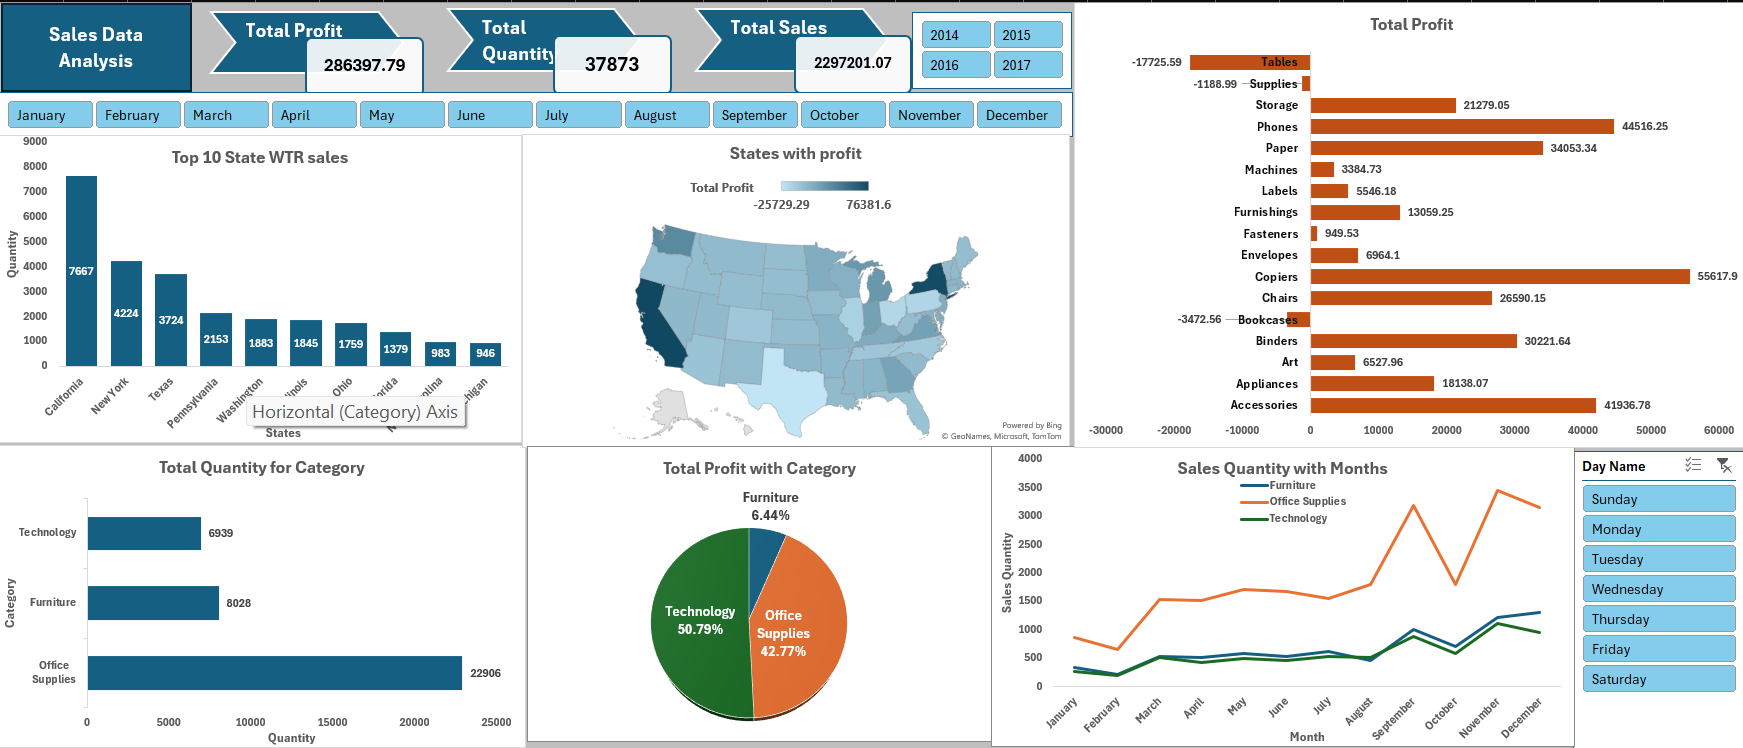 Sales Data
Analysis
Total Profit
286397.79
Total
Quantity
37873
Total Sales
2297201.07
2014
2015
2016
2017
January
February
March
April
May
June
July
August
September
October
November
December
Top 10 State WTR sales
9000
8000
7000
6000
5000
4000
3000
2000
1000
0
Quantity
7667
4224
3724
2153
1883
1845
1759
1379
983
946
California
New York
Texas
Pennsylvania
Washington
Ohio
Horizontal (Category) Axis
States
States with profit
Total Profit
-25729.29
76381.6
Powered by Bing
© GeoNames, Microsoft, TomTom
Total Profit
-17725.59
Tables
-1188.99
Supplies
Storage
21279.05
Phones
44516.25
Paper
34053.34
Machines
3384.73
Labels
5546.18
Furnishings
13059.25
Fasteners
949.53
Envelopes
6964.1
Copiers
55617.9
Chairs
26590.15
-3472.56
Bookcases
Binders
30221.64
Art
6527.96
Appliances
18138.07
Accessories
41936.78
-30000
-20000
-10000
0
10000
20000
30000
40000
50000
60000
Total Quantity for Category
Category
Technology
6939
Furniture
8028
Office
Supplies
22906
0
5000
10000
15000
20000
25000
Quantity
Total Profit with Category
Furniture
6.44%
Technology
50.79%
Office
Supplies
42.77%
Sales Quantity with Months
Furniture
Office Supplies
Technology
4000
3500
3000
2500
2000
1500
1000
500
0
Sales Quantity
January
February
March
April
May
June
July
August
September
October
November
December
Month
Day Name
Sunday
Monday
Tuesday
Wednesday
Thursday
Friday
Saturday